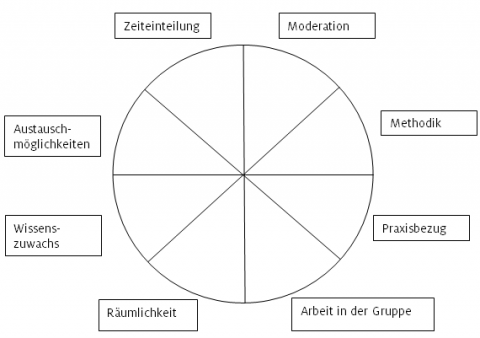 Zeiteinteilung
Moderation
Austausch-
möglichkeiten
Methodik
Wissens-
zuwachs
Praxisbezug
Räumlichkeit
Arbeit in der Gruppe